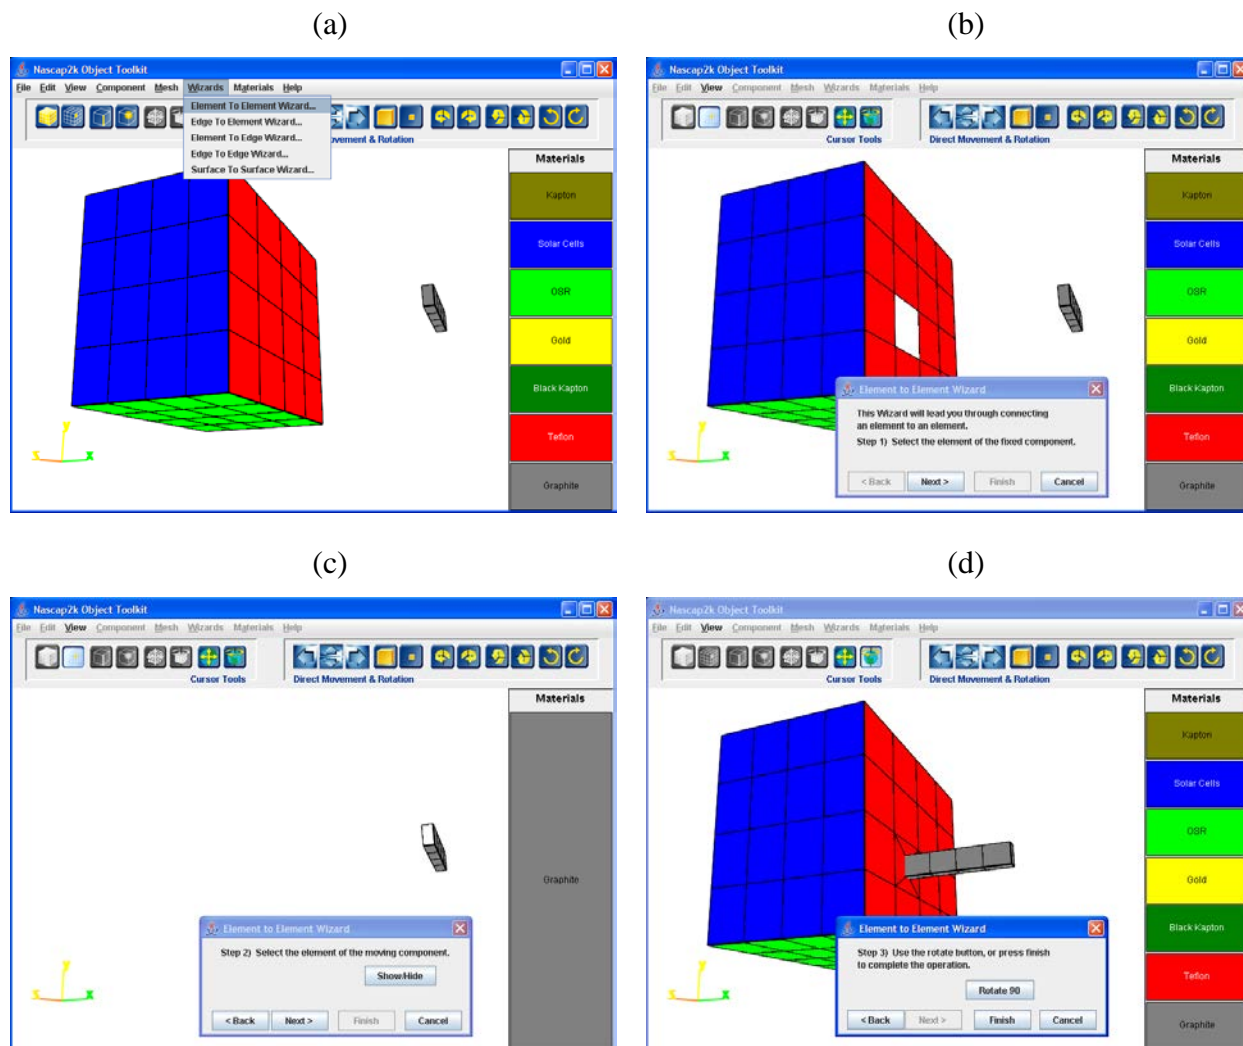 (a)
(b)
Nascap2k Object Toolkit
File Edit View Component Mesh Wizards Materials Help
Element To Element Wizard...
Edge To Element Wizard...
Element To Edge Wizard...
Edge To Edge Wizard...
Surface To Surface Wizard...
ovement & Rotation
Materials
Kapton
Solar Cells
OSR
Gold
Black Kapton
Teflon
Graphite
y
z x
Nascap2k Object Toolkit
File Edit View Component Mesh Wizards Materials Help
Cursor Tools
Direct Movement & Rotation
Materials
Kapton
Solar Cells
OSR
Gold
Black Kapton
Teflon
Graphite
Element to Element Wizard
This Wizard will lead you through connecting
an element to an element.
Step 1) Select the element of the fixed component.
< Back Next > Finish Cancel
y
z x
(c)
(d)
Nascap2k Object Toolkit
File Edit View Component Mesh Wizards Materials Help
Cursor Tools
Direct Movement & Rotation
Materials
Graphite
Element to Element Wizard
Step 2) Select the element of the moving component.
Show/Hide
< Back Next > Finish Cancel
y
z x
Nascap2k Object Toolkit
File Edit View Component Mesh Wizards Materials Help
Cursor Tools
Direct Movement & Rotation
Materials
Kapton
Solar Cells
OSR
Gold
Black Kapton
Teflon
Graphite
Element to Element Wizard
Step 3) Use the rotate button, or press finish
to complete the operation.
Rotate 90
< Back Next > Finish Cancel
y
z x